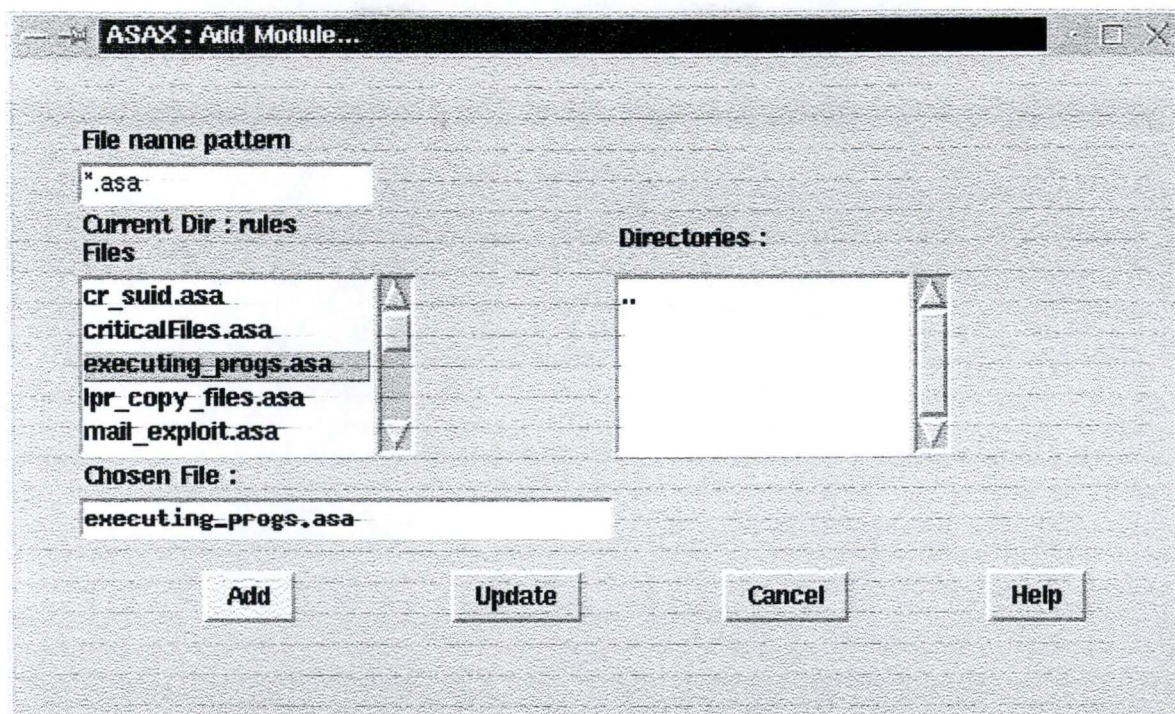 ASAX : Add Module...
File name pattern
*.asa
Current Dir : rules
Files
cr_suid.asa
criticalFiles.asa
executing_progs.asa
lpr_copy_files.asa
mail_exploit.asa
Directories :
..
Chosen File :
executing_progs.asa
Add Update Cancel Help